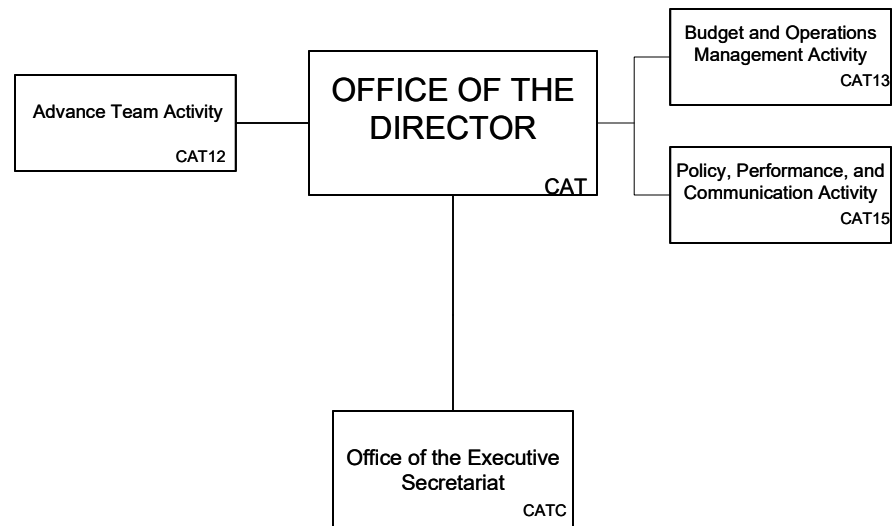 Budget and Operations
Management Activity
CAT13
OFFICE OF THE
DIRECTOR
CAT
Advance Team Activity
CAT12
Policy, Performance, and
Communication Activity
CAT15
Office of the Executive
Secretariat
CATC